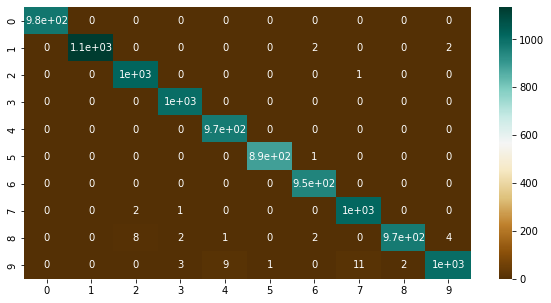 0 9.8e+02 0 0 0 0 0 0 0 0 0 1000
1 0 1.1e+03 0 0 0 0 2 0 0 2
2 0 0 1e+03 0 0 0 0 1 0 0 800
3 0 0 0 1e+03 0 0 0 0 0 0
4 0 0 0 0 9.7e+02 0 0 0 0 0 600
5 0 0 0 0 0 8.9e+02 1 0 0 0
6 0 0 0 0 0 0 9.5e+02 0 0 0 400
7 0 0 2 1 0 0 0 1e+03 0 0
8 0 0 8 2 1 0 2 0 9.7e+02 4 200
9 0 0 0 3 9 1 0 11 2 1e+03
0
0 1 2 3 4 5 6 7 8 9